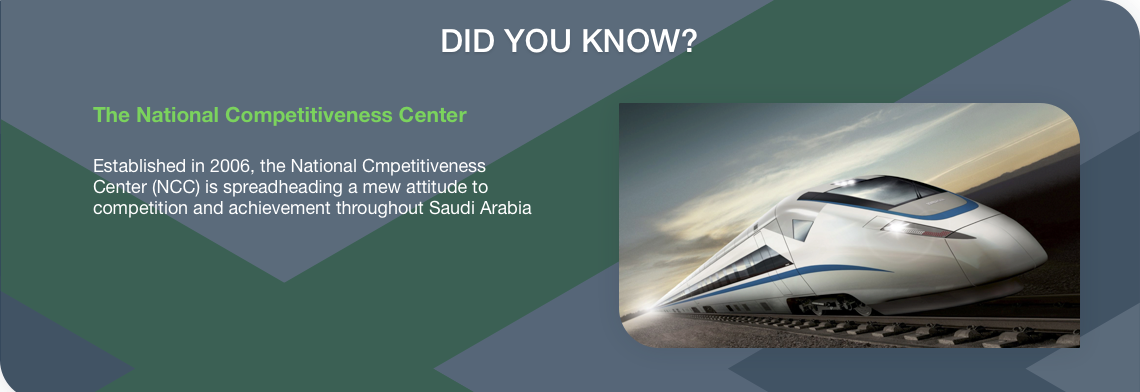 DID YOU KNOW?
The National Competitiveness Center
Established in 2006, the National Cmpetitiveness
Center (NCC) is spreadheading a mew attitude to
competition and achievement throughout Saudi Arabia